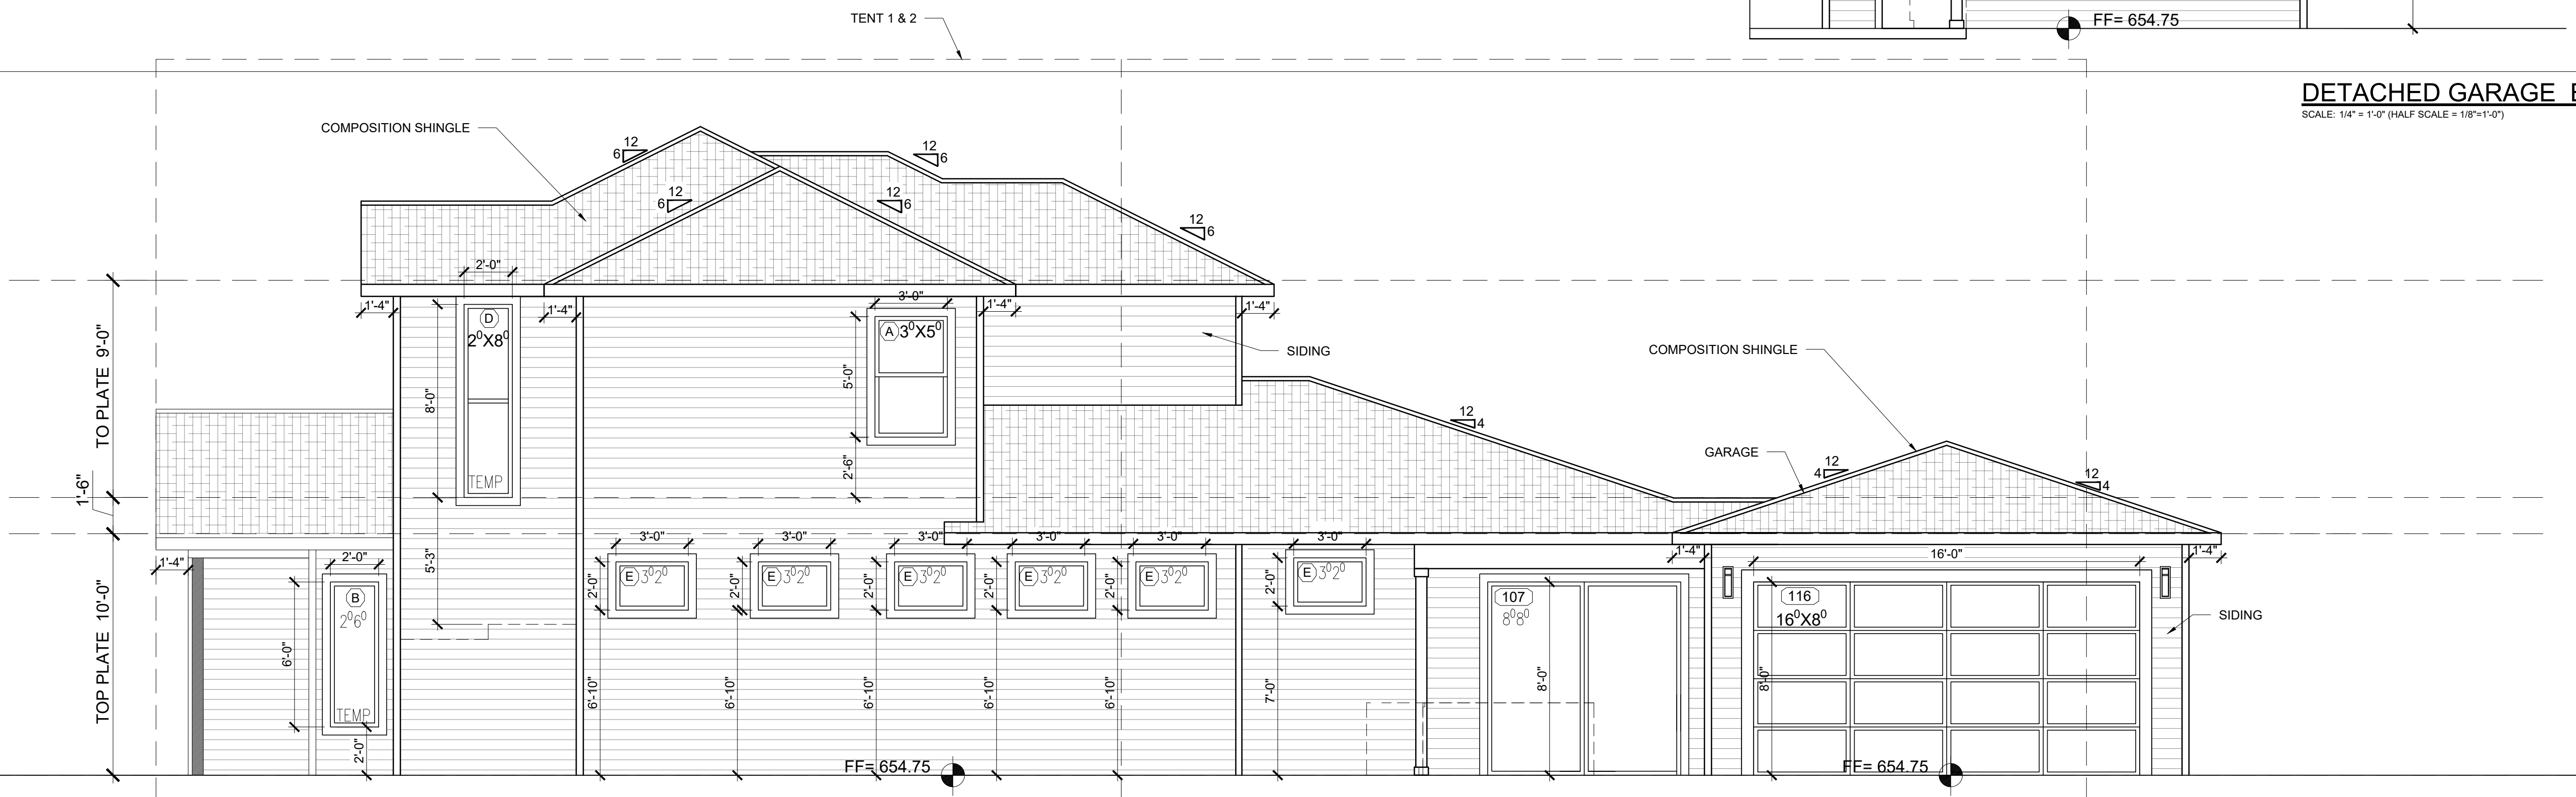 TENT 1 & 2
FF= 654.75
DETACHED GARAGE
SCALE: 1/4" = 1'-0" (HALF SCALE = 1/8"=1'-0")
COMPOSITION SHINGLE
12
6
12
6
12
6
12
6
12
6
2'-0"
3'-0"
1'-4"
1'-4"
1'-4"
1'-4"
D
2⁰X8⁰
A 3⁰X5⁰
SIDING
COMPOSITION SHINGLE
TO PLATE 9'-0"
8'-0"
5'-0"
12
4
GARAGE
12
4
12
4
2'-6"
TEMP
1'-6"
3'-0"
3'-0"
3'-0"
3'-0"
3'-0"
3'-0"
1'-4"
16'-0"
1'-4"
1'-4"
2'-0"
5'-3"
2'-0"
E 3⁰2⁰
2'-0"
E 3⁰2⁰
2'-0"
E 3⁰2⁰
2'-0"
E 3⁰2⁰
2'-0"
E 3⁰2⁰
2'-0"
E 3⁰2⁰
B
2⁰6⁰
107
8⁰8⁰
116
16⁰X8⁰
SIDING
TOP PLATE 10'-0"
6'-0"
6'-10"
6'-10"
6'-10"
6'-10"
6'-10"
7'-0"
8'-0"
8'-0"
TEMP
2'-0"
FF= 654.75
FF= 654.75